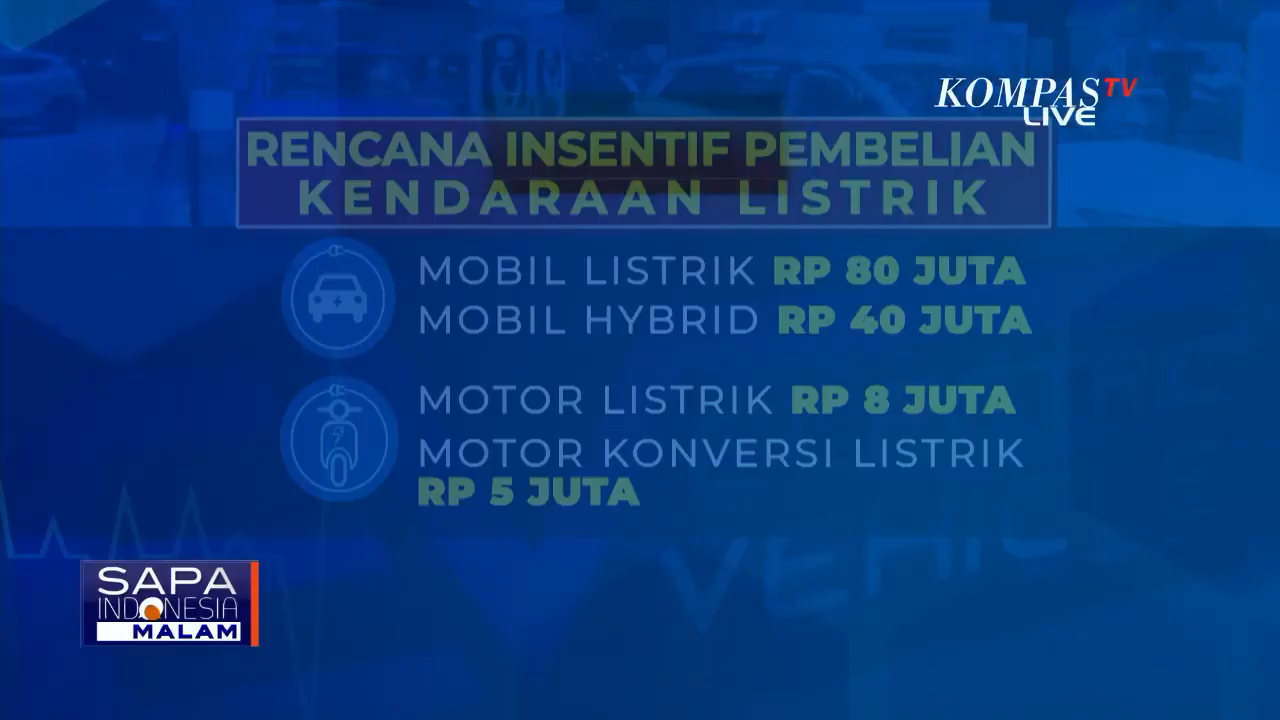 KOMPAS TV
LIVE
RENCANA INSENTIF PEMBELIAN
KENDARAAN LISTRIK
MOBIL LISTRIK RP 80 JUTA
MOBIL HYBRID RP 40 JUTA
MOTOR LISTRIK RP 8 JUTA
MOTOR KONVERSI LISTRIK
RP 5 JUTA
VEHIC
SAPA
INDONESIA
MALAM